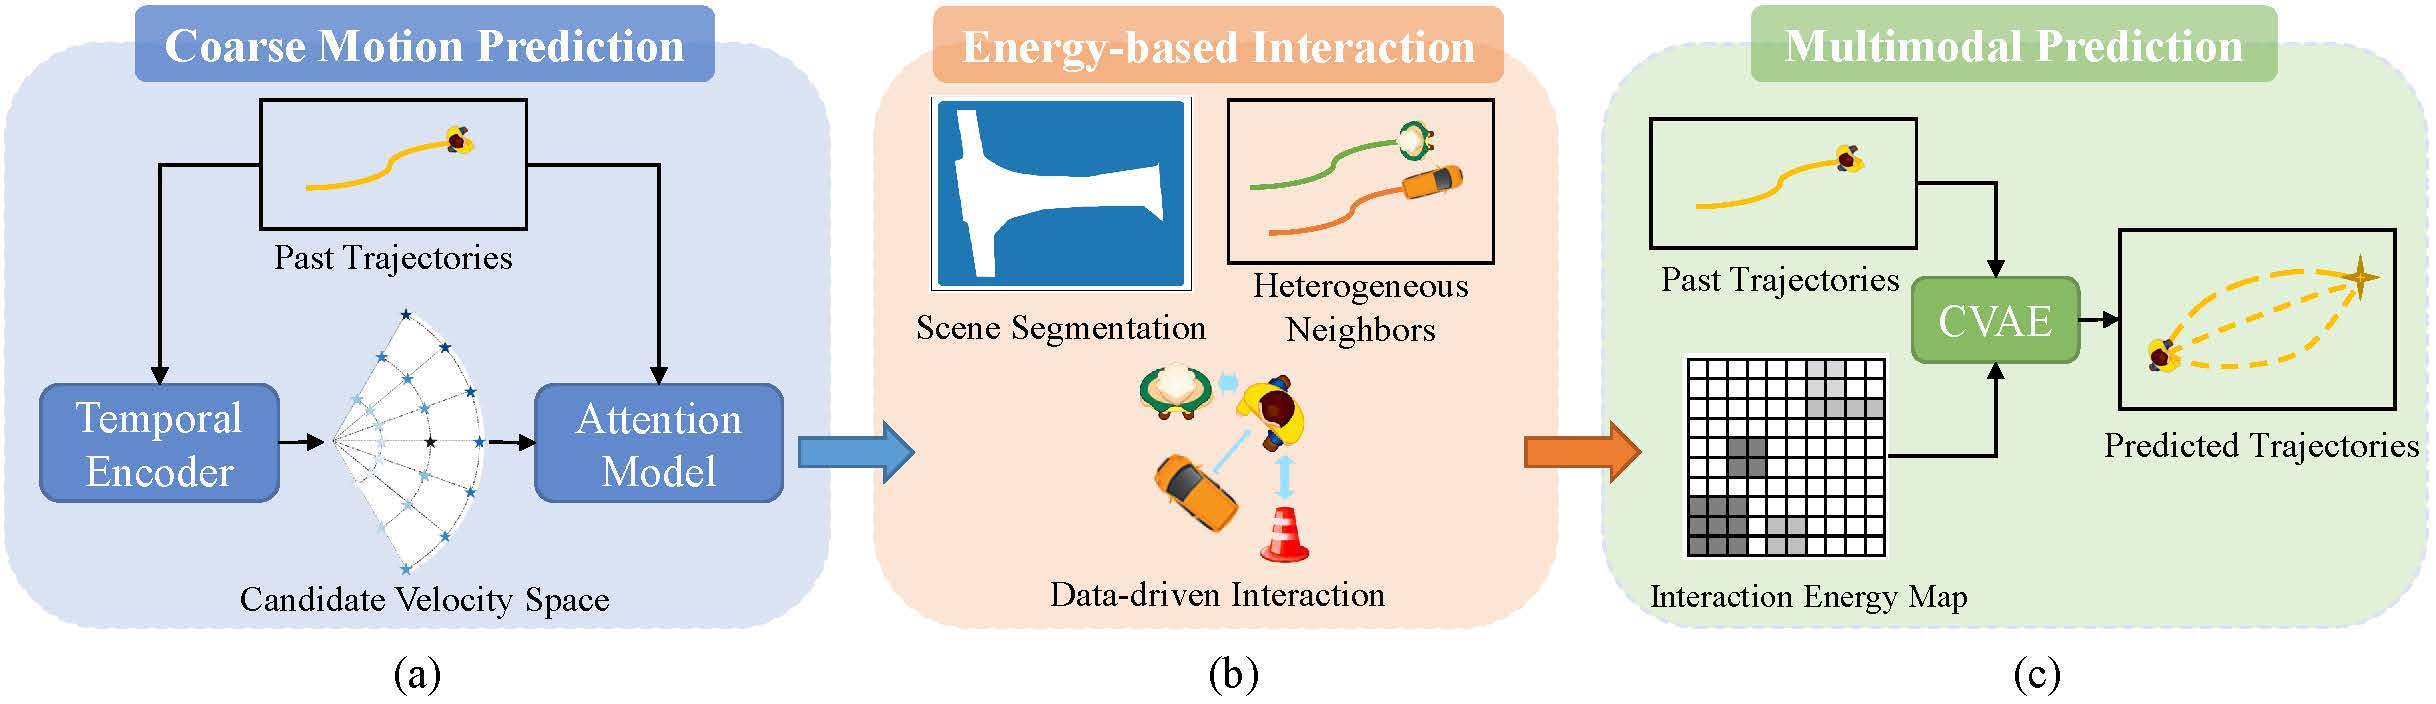 Coarse Motion Prediction
Past Trajectories
Temporal
Encoder
Attention
Model
Candidate Velocity Space
(a)
Energy-based Interaction
Scene Segmentation
Heterogeneous
Neighbors
Data-driven Interaction
(b)
Multimodal Prediction
Past Trajectories
CVAE
Interaction Energy Map
Predicted Trajectories
(c)